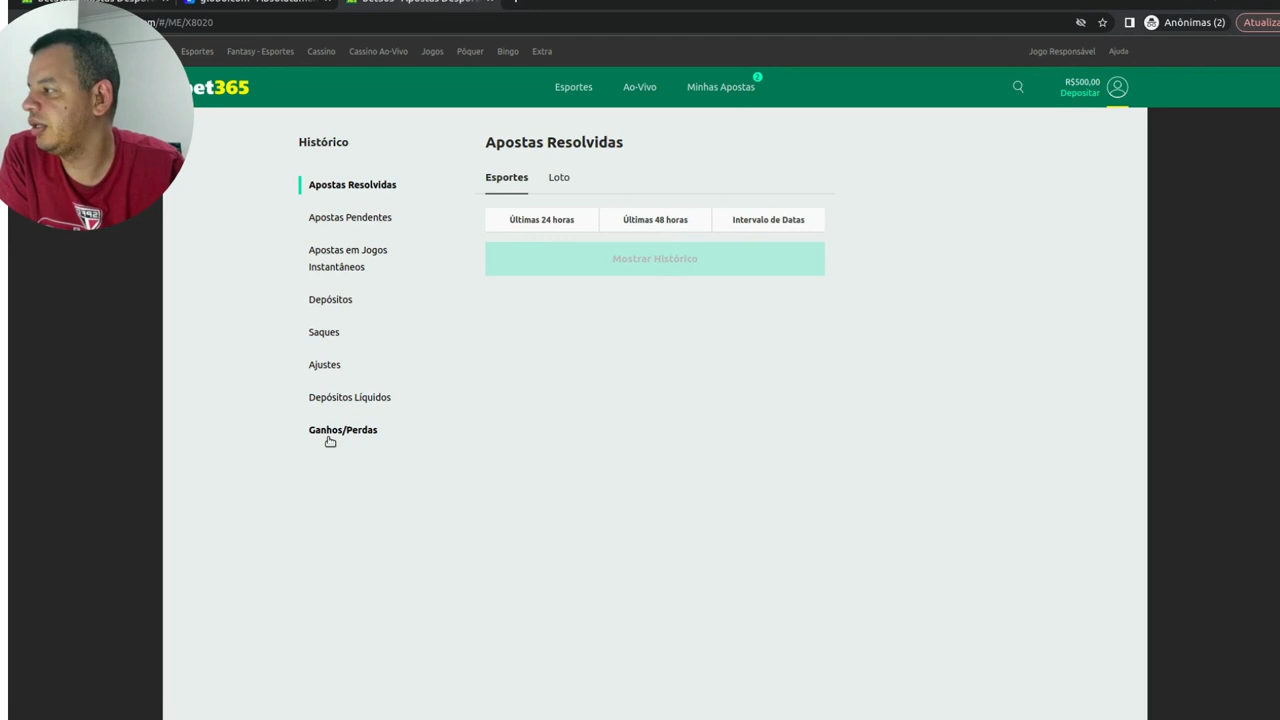 om/#/ME/X8020
Anônimas (2)
Atualiza
Esportes Fantasy - Esportes Cassino Cassino Ao-Vivo Jogos Pôquer Bingo Extra
Jogo Responsável Ajuda
bet365
Esportes Ao-Vivo Minhas Apostas 2
R$500,00
Depositar
Histórico
Apostas Resolvidas
Apostas Pendentes
Apostas em Jogos
Instantâneos
Depósitos
Saques
Ajustes
Depósitos Líquidos
Ganhos/Perdas
Apostas Resolvidas
Esportes Loto
Últimas 24 horas Últimas 48 horas Intervalo de Datas
Mostrar Histórico